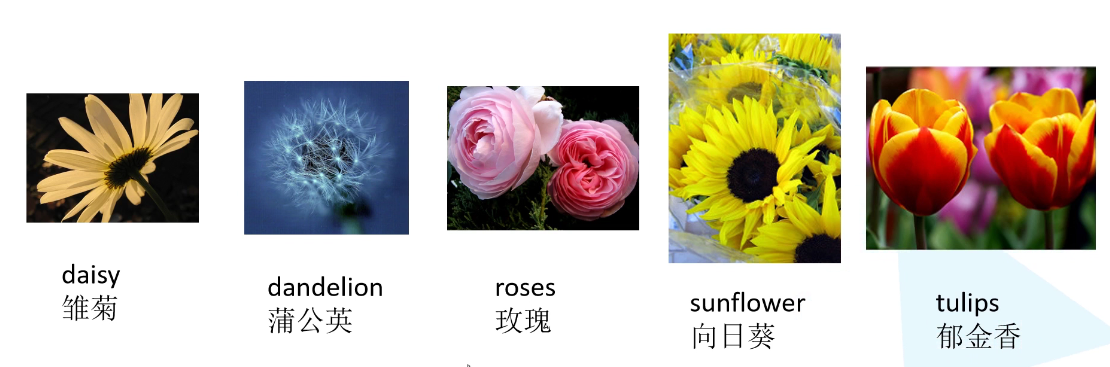 daisy
雏菊
dandelion
蒲公英
roses
玫瑰
sunflower
向日葵
tulips
郁金香